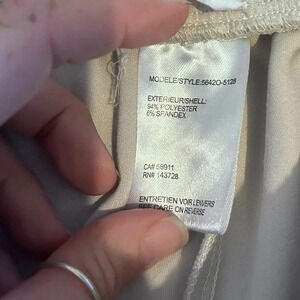 MODELE/STYLE:56420-5128
EXTERIEUR/SHELL:
94% POLYESTER
6% SPANDEX
CA# 59911
RN# 143728
ENTRETIEN VOIR L'ENVERS
SEE CARE ON REVERSE